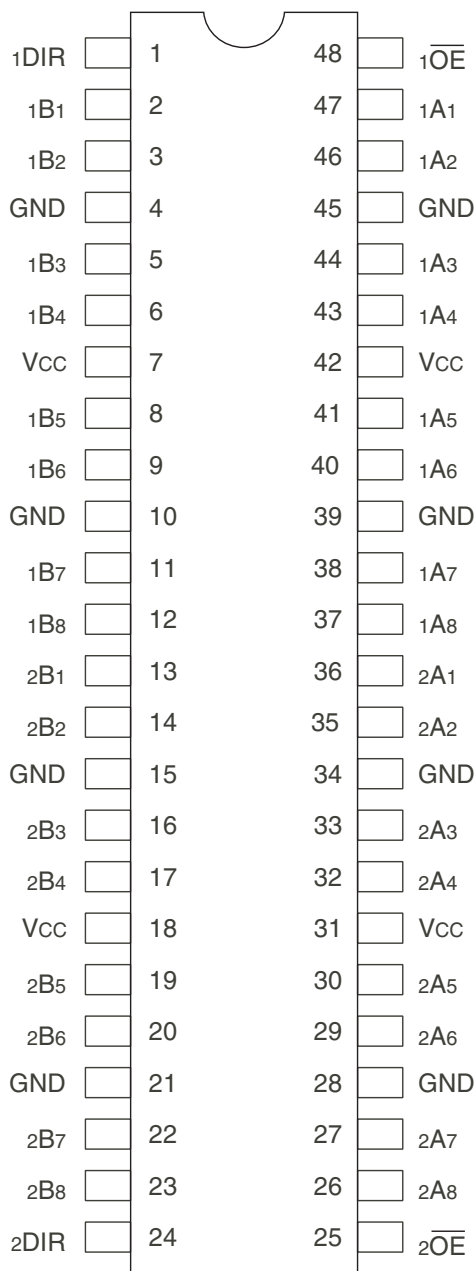 1DIR 1 48 1O̅E̅
1B1 2 47 1A1
1B2 3 46 1A2
GND 4 45 GND
1B3 5 44 1A3
1B4 6 43 1A4
VCC 7 42 VCC
1B5 8 41 1A5
1B6 9 40 1A6
GND 10 39 GND
1B7 11 38 1A7
1B8 12 37 1A8
2B1 13 36 2A1
2B2 14 35 2A2
GND 15 34 GND
2B3 16 33 2A3
2B4 17 32 2A4
VCC 18 31 VCC
2B5 19 30 2A5
2B6 20 29 2A6
GND 21 28 GND
2B7 22 27 2A7
2B8 23 26 2A8
2DIR 24 25 2O̅E̅